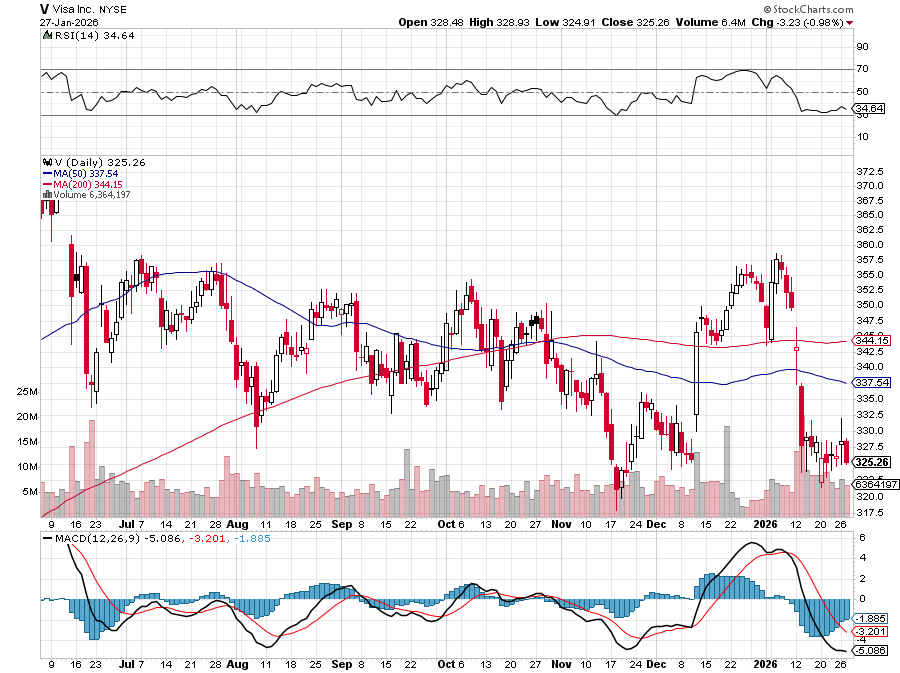 V Visa Inc. NYSE
© StockCharts.com
27-Jan-2026
Open 328.48 High 328.93 Low 324.91 Close 325.26 Volume 6.4M Chg -3.23 (-0.98%)
RSI(14) 34.64
90
70
50
34.64
30
10
V (Daily) 325.26
MA(50) 337.54
MA(200) 344.15
Volume 6,364,197
372.5
370.0
367.5
365.0
362.5
360.0
357.5
355.0
352.5
350.0
347.5
345.0
344.15
342.5
340.0
337.54
335.0
332.5
330.0
327.5
325.26
322.5
6364197
320.0
317.5
25M
20M
15M
10M
5M
9 16 23 Jul 7 14 21 28 Aug 11 18 25 Sep 8 15 22 Oct 6 13 20 27 Nov 10 17 24 Dec 8 15 22 2026 12 20 26
MACD(12,26,9) -5.086, -3.201, -1.885
6
4
2
0
-1.885
-3.201
-4
-5.086
9 16 23 Jul 7 14 21 28 Aug 11 18 25 Sep 8 15 22 Oct 6 13 20 27 Nov 10 17 24 Dec 8 15 22 2026 12 20 26